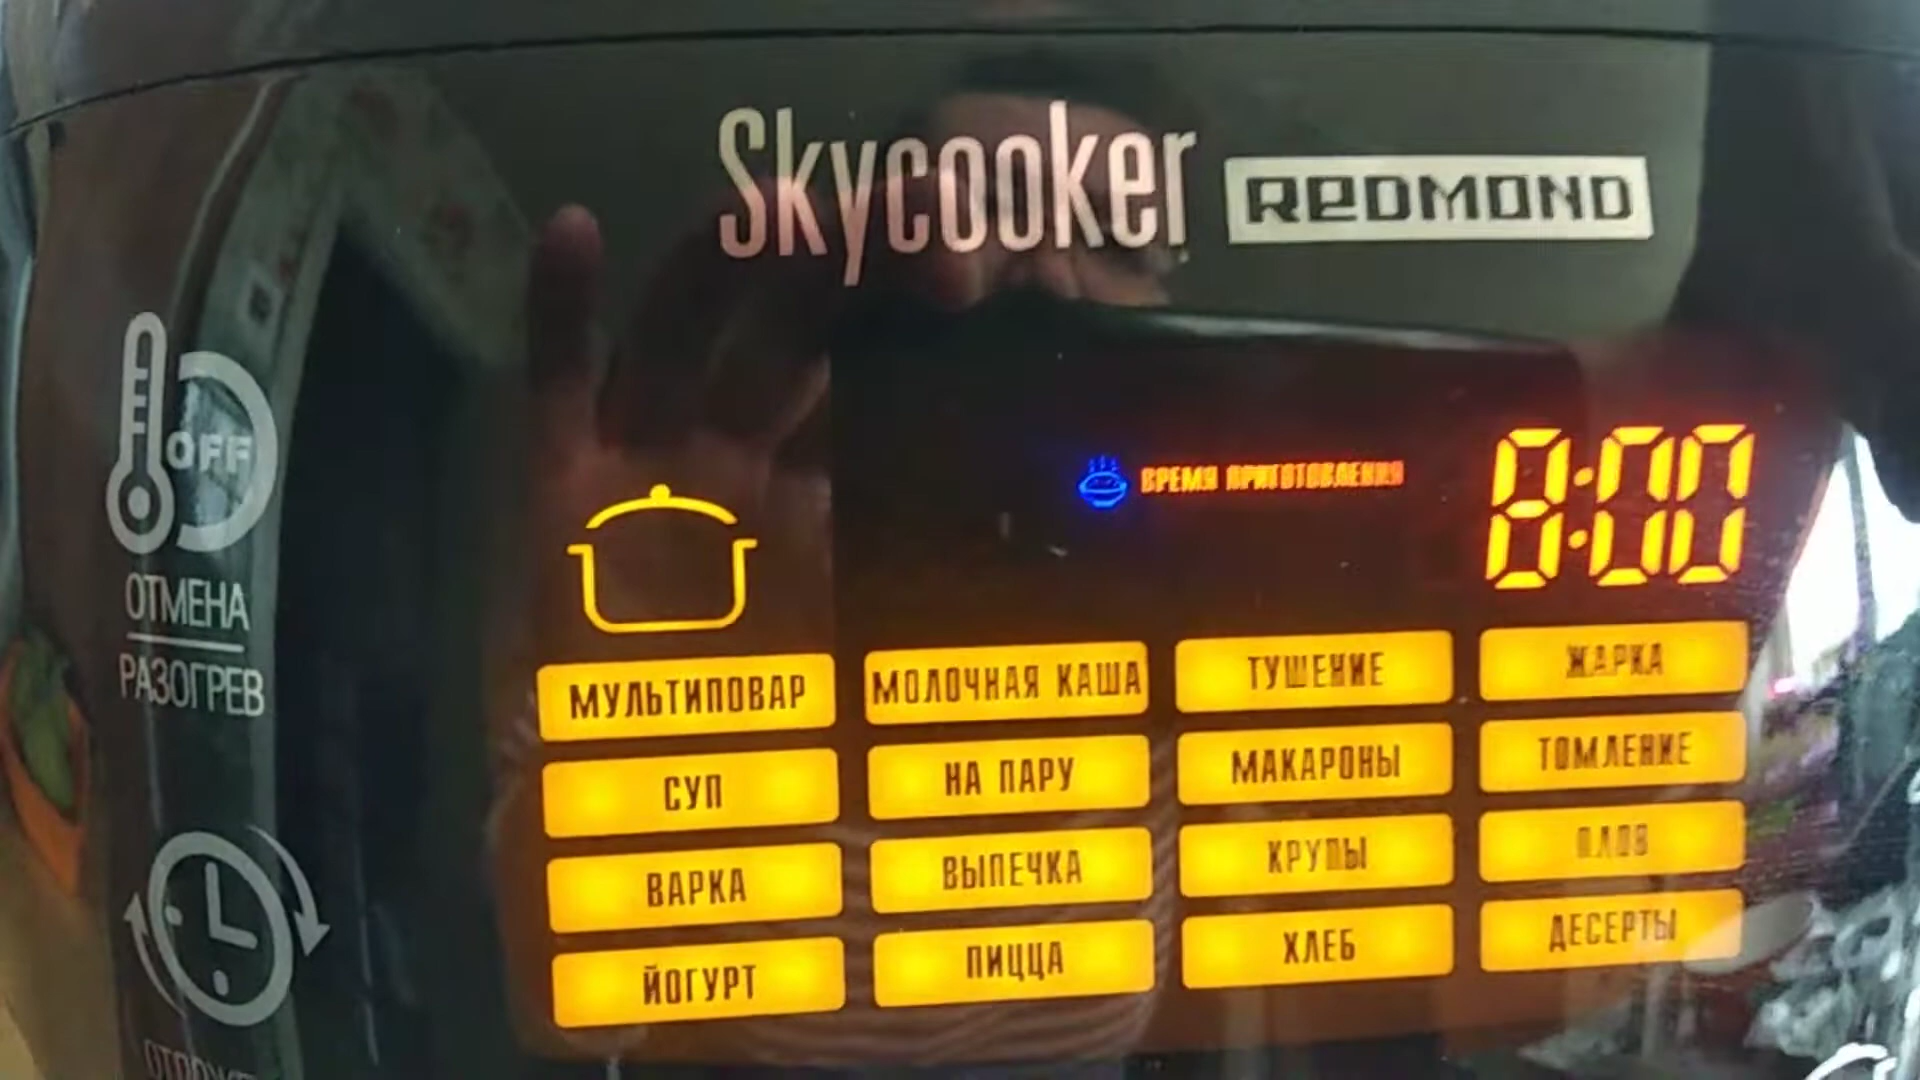 Skycooker REDMOND
OFF
ОТМЕНА
РАЗОГРЕВ
ВРЕМЯ ПРИГОТОВЛЕНИЯ 8:00
МУЛЬТИПОВАР МОЛОЧНАЯ КАША ТУШЕНИЕ ЖАРКА
СУП НА ПАРУ МАКАРОНЫ ТОМЛЕНИЕ
ВАРКА ВЫПЕЧКА КРУПЫ ПЛОВ
ЙОГУРТ ПИЦЦА ХЛЕБ ДЕСЕРТЫ